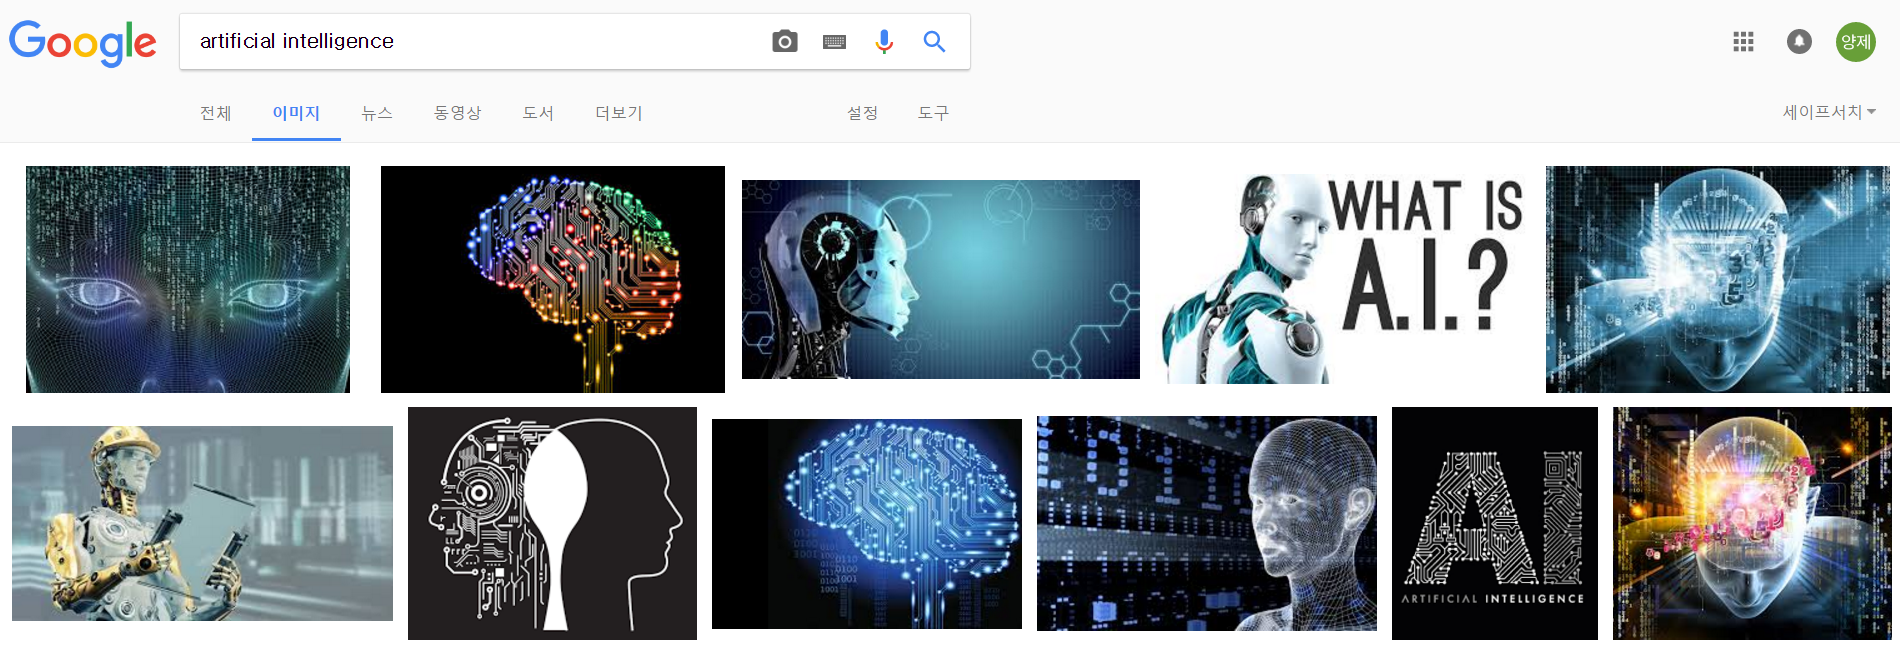 Google
artificial intelligence
양제
전체 이미지 뉴스 동영상 도서 더보기 설정 도구 세이프서치
WHAT IS
A.I.?
AI
ARTIFICIAL INTELLIGENCE